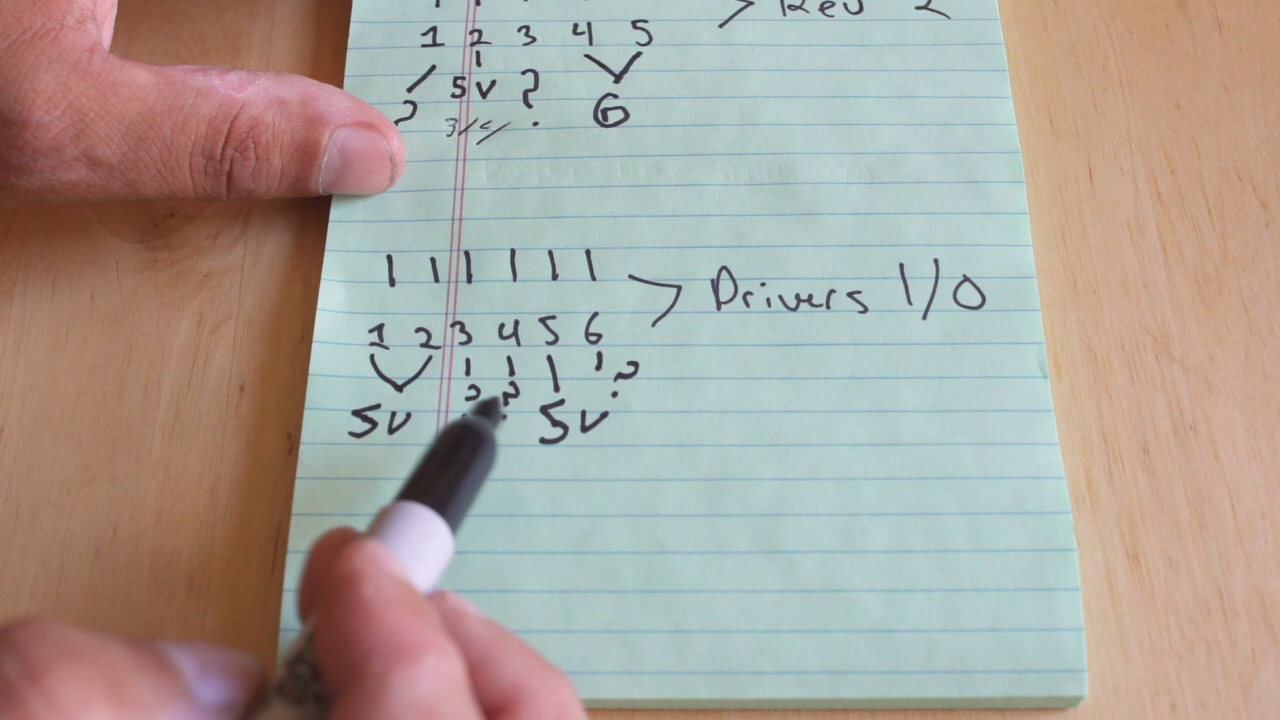 > Rev 2
1 2 3 4 5
5V ?
? 6
| | | | | | > Drivers I/O
1 2 3 4 5 6
?
? ?
5V 5V